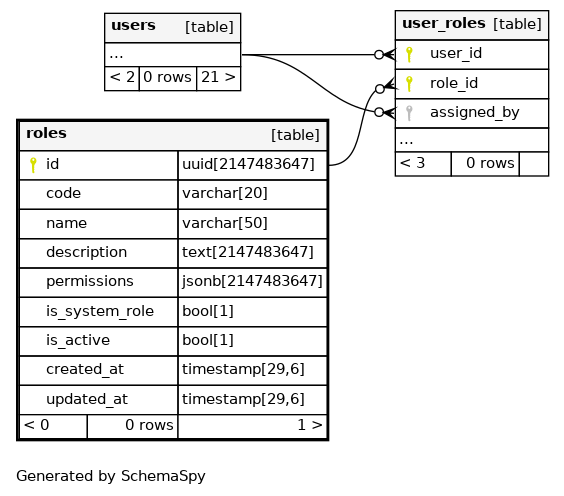 users [table]
...
< 2 0 rows 21 >
user_roles [table]
user_id
role_id
assigned_by
...
< 3 0 rows
roles [table]
id uuid[2147483647]
code varchar[20]
name varchar[50]
description text[2147483647]
permissions jsonb[2147483647]
is_system_role bool[1]
is_active bool[1]
created_at timestamp[29,6]
updated_at timestamp[29,6]
< 0 0 rows 1 >
Generated by SchemaSpy